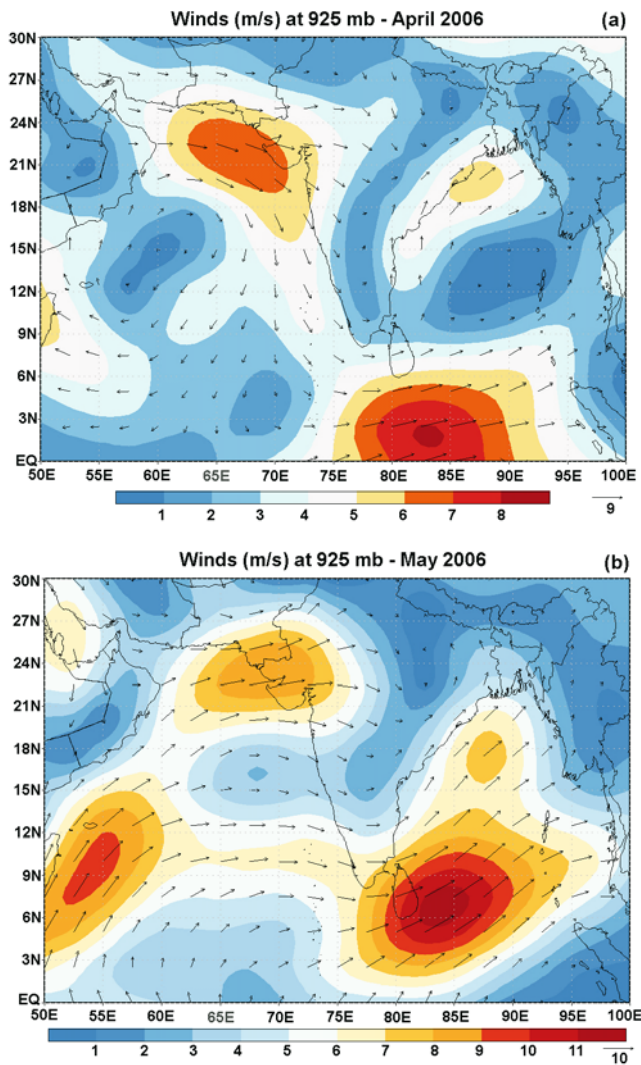 Winds (m/s) at 925 mb - April 2006 (a)
30N
27N
24N
21N
18N
15N
12N
9N
6N
3N
EQ
50E 55E 60E 65E 70E 75E 80E 85E 90E 95E 100E
1 2 3 4 5 6 7 8 9
Winds (m/s) at 925 mb - May 2006 (b)
30N
27N
24N
21N
18N
15N
12N
9N
6N
3N
EQ
50E 55E 60E 65E 70E 75E 80E 85E 90E 95E 100E
1 2 3 4 5 6 7 8 9 10 11 10